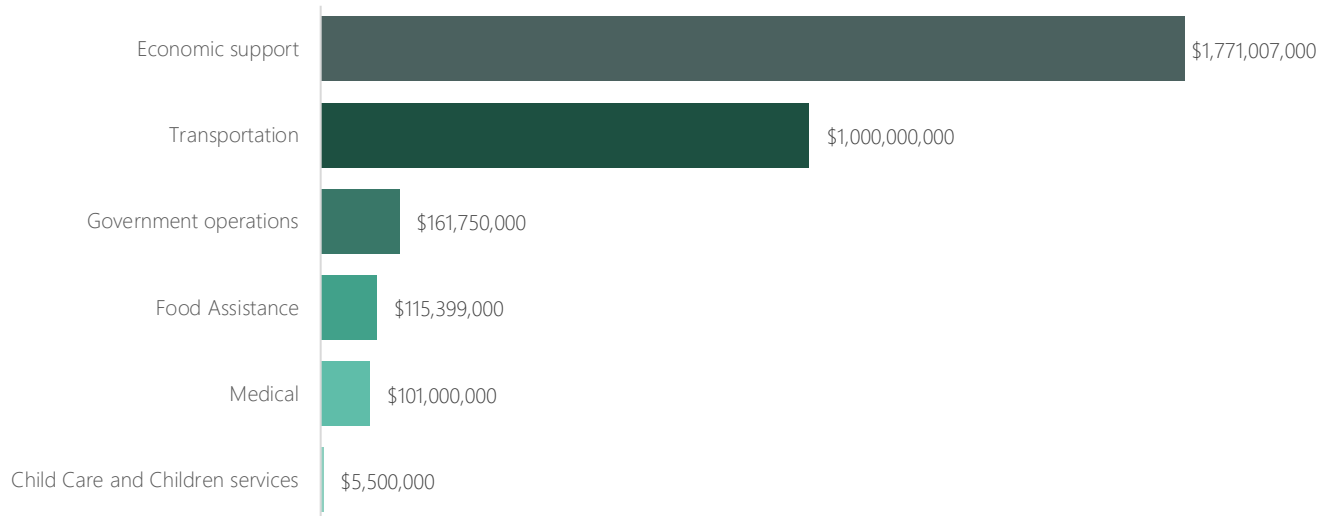 Economic support $1,771,007,000
Transportation $1,000,000,000
Government operations $161,750,000
Food Assistance $115,399,000
Medical $101,000,000
Child Care and Children services $5,500,000